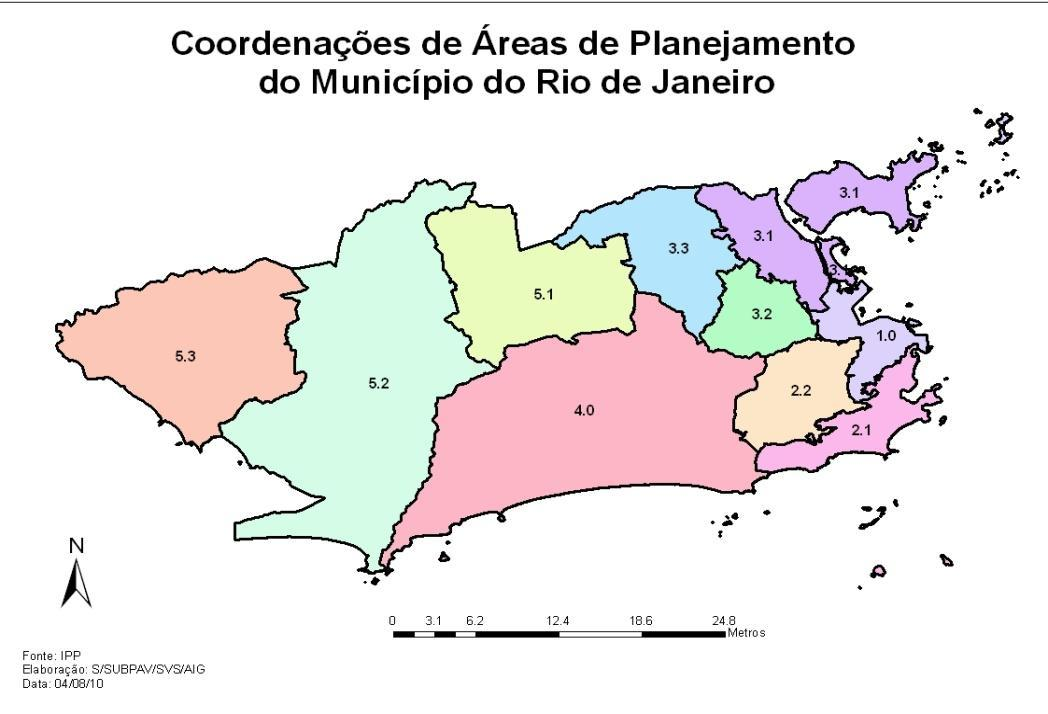 Coordenações de Áreas de Planejamento
do Município do Rio de Janeiro
3.1
3.1
3.3
3.1
5.1
3.2
1.0
5.3
5.2
2.2
4.0
2.1
N
0 3.1 6.2 12.4 18.6 24.8
Metros
Fonte: IPP
Elaboração: S/SUBPAV/SVS/AIG
Data: 04/08/10